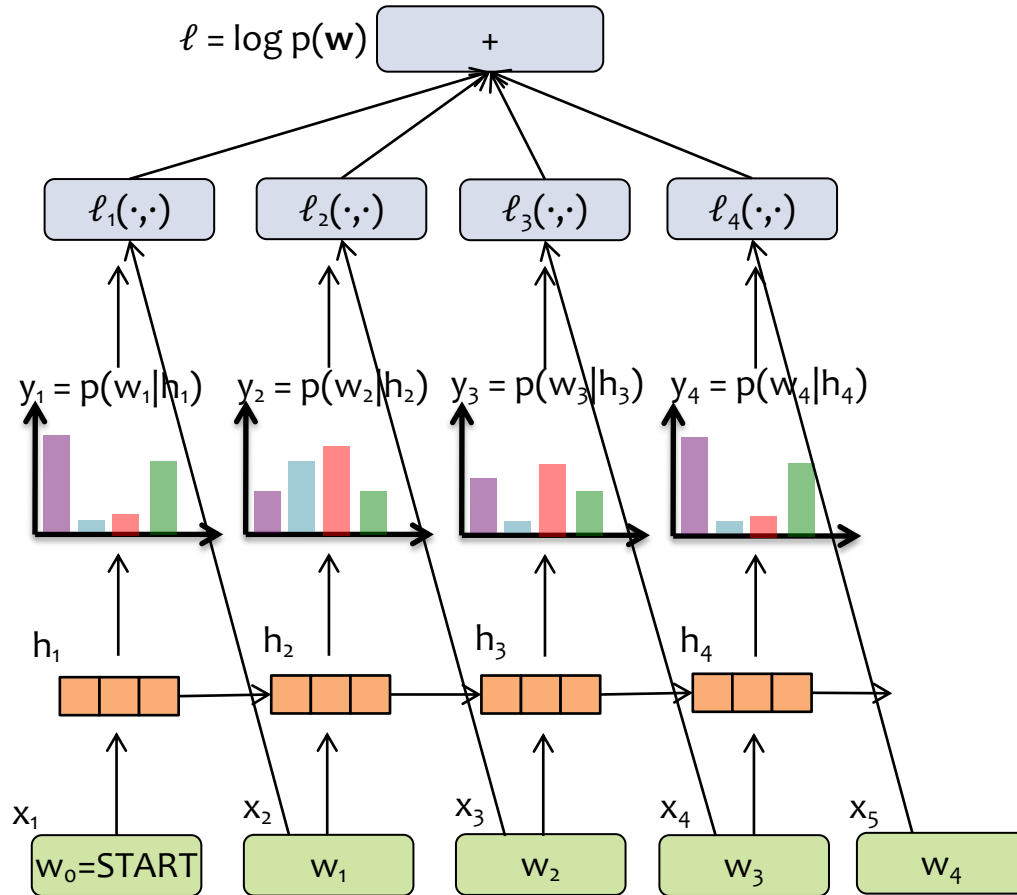 ℓ = log p(w) +
ℓ₁(·,·) ℓ₂(·,·) ℓ₃(·,·) ℓ₄(·,·)
y₁ = p(w₁|h₁) y₂ = p(w₂|h₂) y₃ = p(w₃|h₃) y₄ = p(w₄|h₄)
h₁ h₂ h₃ h₄
x₁ x₂ x₃ x₄ x₅
w₀=START w₁ w₂ w₃ w₄